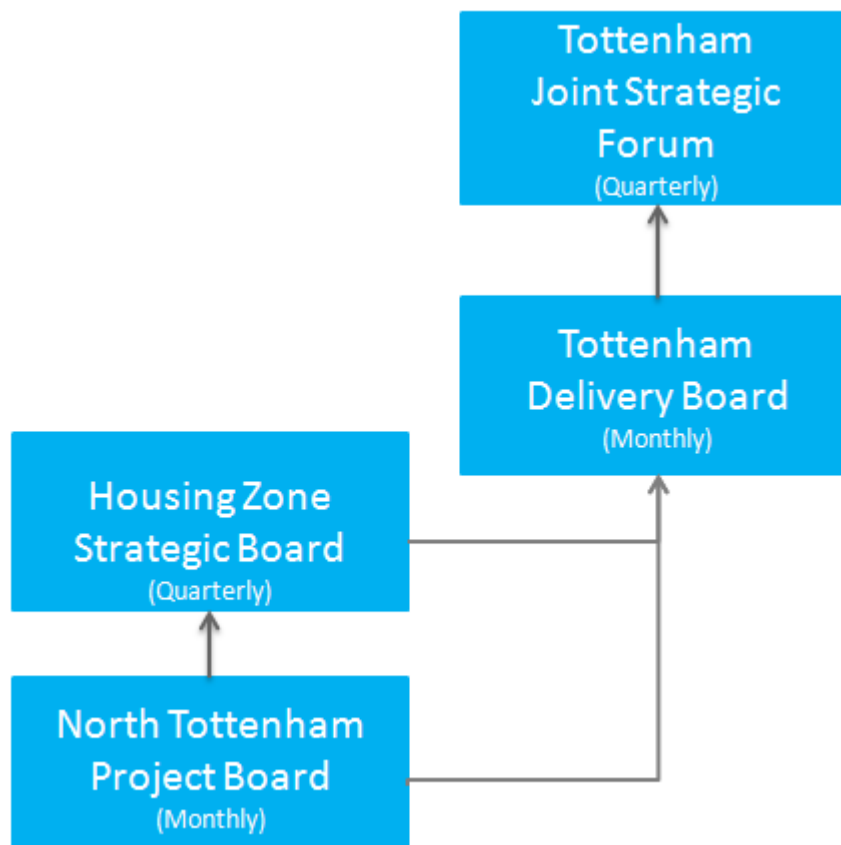 Tottenham
Joint Strategic
Forum
(Quarterly)
Tottenham
Delivery Board
(Monthly)
Housing Zone
Strategic Board
(Quarterly)
North Tottenham
Project Board
(Monthly)